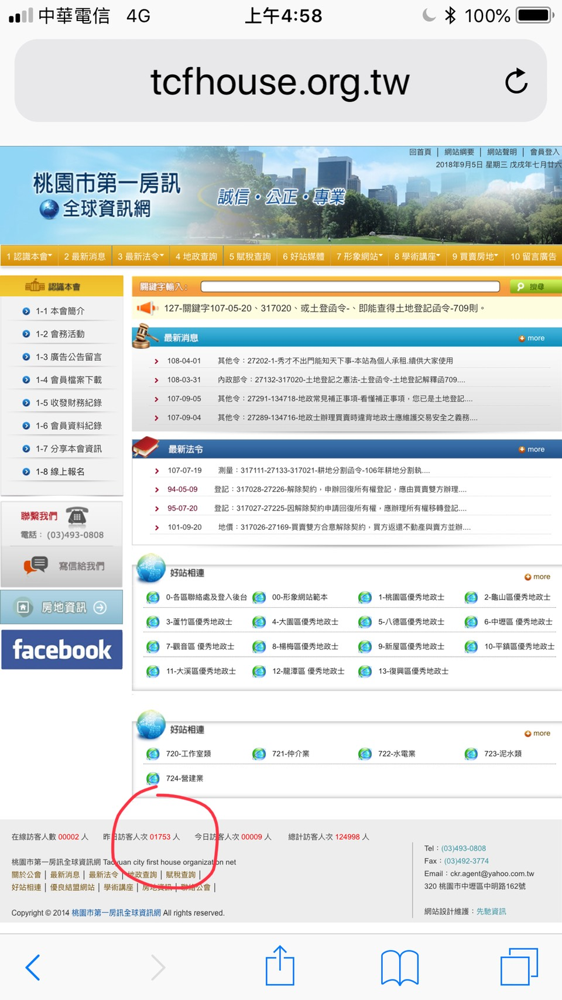 中華電信 4G 上午4:58 100%
tcfhouse.org.tw
回首頁 | 網站綱要 | 網站聲明 | 會員登入
2018年9月5日 星期三 戊戌年七月廿六
桃園市第一房訊
全球資訊網
誠信・公正・專業
1 認識本會 2 最新消息 3 最新法令 4 地政查詢 5 賦稅查詢 6 好站媒體 7 形象網站 8 學術講座 9 買賣房地 10 留言廣告
認識本會
1-1 本會簡介
1-2 會務活動
1-3 廣告公告留言
1-4 會員檔案下載
1-5 收發財務紀錄
1-6 會員資料紀錄
1-7 分享本會資訊
1-8 線上報名
聯繫我們
電話： (03)493-0808
寫信給我們
房地資訊
facebook
關鍵字輸入： 搜尋
127-關鍵字107-05-20、317020、或土登函令-、即能查得土地登記函令-709則。
最新消息 more
108-04-01 其他令：27202-1-秀才不出門能知天下事-本站為個人承租.續供大家使用
108-03-31 內政部令：27132-317020-土地登記之憲法-土登函令-土地登記解釋函709....
107-09-05 其他令：27291-134718-地政常見補正事項-看懂補正事項，您已是土地登記....
107-09-04 其他令：27289-134716-地政士辦理買賣時違背地政士應維護交易安全之義務....
最新法令 more
107-07-19 測量：317111-27133-317021-耕地分割函令-106年耕地分割執....
94-05-09 登記：317028-27226-解除契約，申辦回復所有權登記，應由買賣雙方辦理....
95-07-20 登記：317027-27225-因解除契約申請回復所有權，應辦理所有權移轉登記....
101-09-20 地價：317026-27169-買賣雙方合意解除契約，買方返還不動產與賣方並辦....
好站相連 more
0-各區聯絡處及登入後台 00-形象網站範本 1-桃園區優秀地政士 2-龜山區優秀地政士
3-蘆竹區優秀地政士 4-大園區優秀地政士 5-八德區優秀地政士 6-中壢區 優秀地政士
7-觀音區 優秀地政士 8-楊梅區優秀地政士 9-新屋區優秀地政士 10-平鎮區優秀地政士
11-大溪區優秀地政士 12-龍潭區 優秀地政士 13-復興區優秀地政士
好站相連 more
720-工作室類 721-仲介業 722-水電業 723-泥水類
724-營建業
在線訪客人數 00002 人 昨日訪客人次 01753 人 今日訪客人次 00009 人 總計訪客人次 124998 人
桃園市第一房訊全球資訊網 Taoyuan city first house organization net
關於公會 | 最新消息 | 最新法令 | 地政查詢 | 賦稅查詢 |
好站相連 | 優良結盟網站 | 學術講座 | 房地資訊 | 聯絡公會 |
Copyright © 2014 桃園市第一房訊全球資訊網 All rights reserved.
Tel：(03)493-0808
Fax：(03)492-3774
Email：ckr.agent@yahoo.com.tw
320 桃園市中壢區中明路162號
網站設計維護：先馳資訊